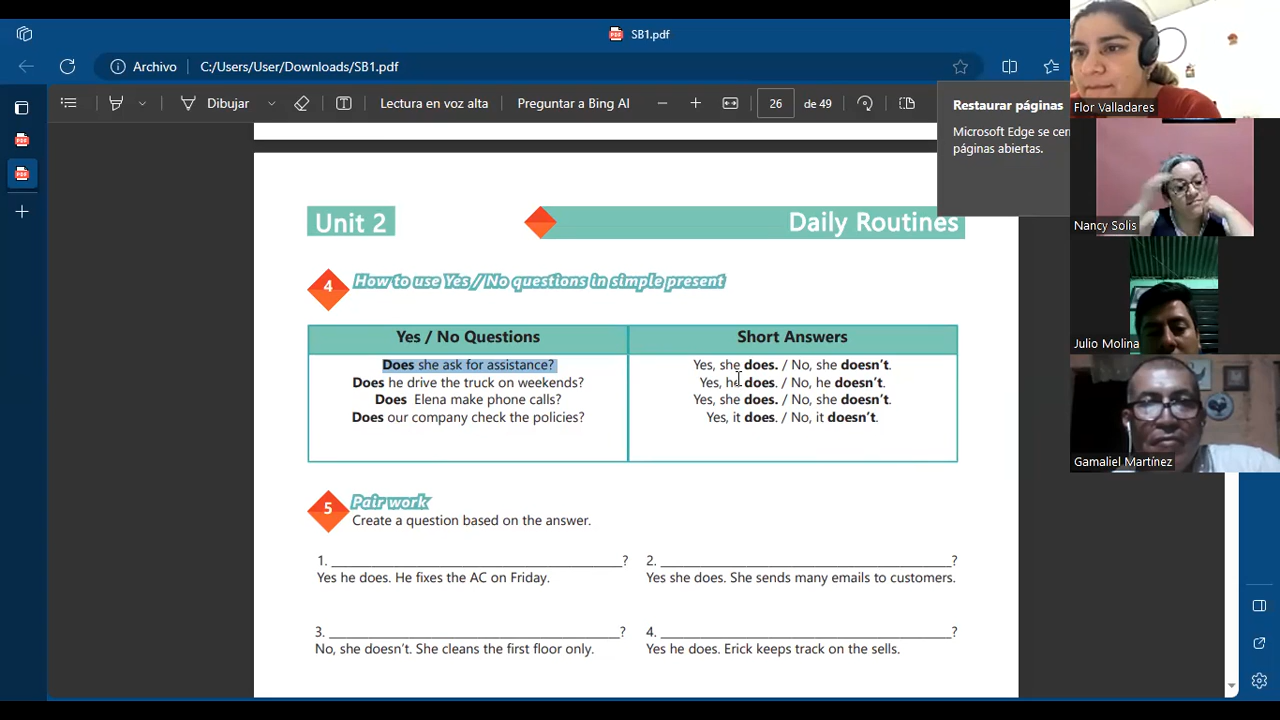 SB1.pdf
Archivo C:/Users/User/Downloads/SB1.pdf
Dibujar Lectura en voz alta Preguntar a Bing AI 26 de 49
Restaurar páginas
Microsoft Edge se cer
páginas abiertas.
Flor Valladares
Nancy Solis
Julio Molina
Gamaliel Martínez
Unit 2 Daily Routines
4 How to use Yes / No questions in simple present
Yes / No Questions Short Answers
Does she ask for assistance? Yes, she does. / No, she doesn't.
Does he drive the truck on weekends? Yes, he does. / No, he doesn't.
Does Elena make phone calls? Yes, she does. / No, she doesn't.
Does our company check the policies? Yes, it does. / No, it doesn't.
5 Pair work
Create a question based on the answer.
1. ______________________________________? 2. ______________________________________?
Yes he does. He fixes the AC on Friday. Yes she does. She sends many emails to customers.
3. ______________________________________? 4. ______________________________________?
No, she doesn't. She cleans the first floor only. Yes he does. Erick keeps track on the sells.